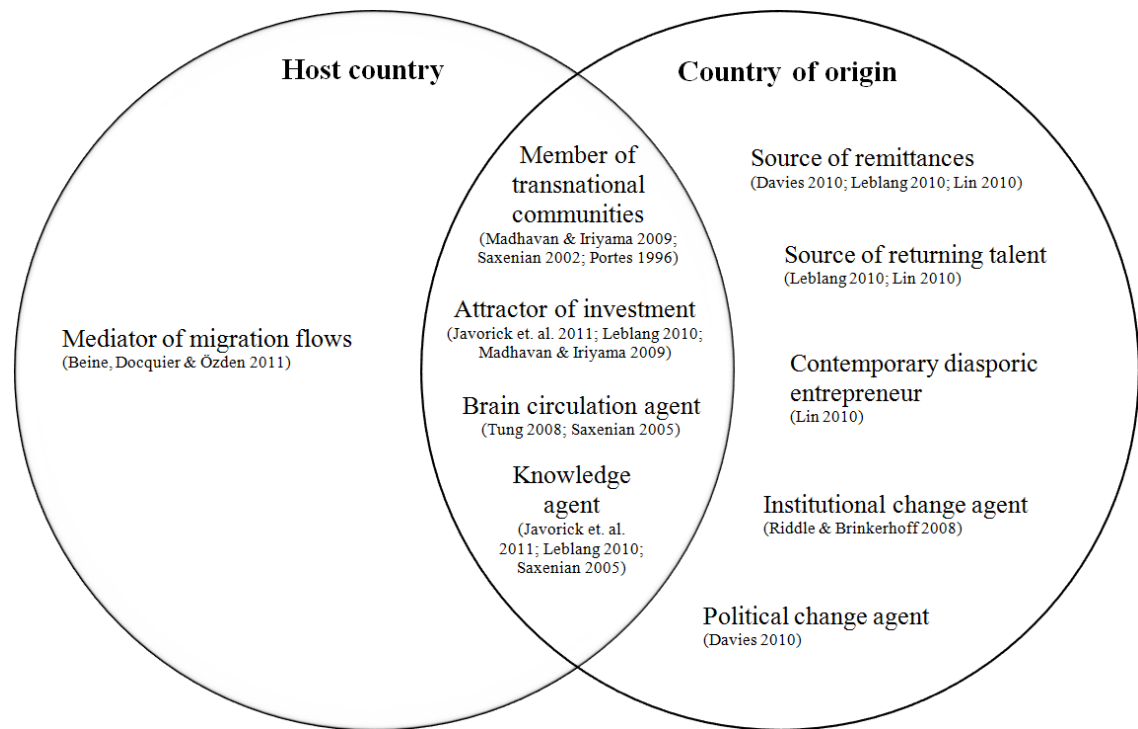 Host country
Mediator of migration flows
(Beine, Docquier & Özden 2011)
Member of
transnational
communities
(Madhavan & Iriyama 2009;
Saxenian 2002; Portes 1996)
Attractor of investment
(Javorick et. al. 2011; Leblang 2010;
Madhavan & Iriyama 2009)
Brain circulation agent
(Tung 2008; Saxenian 2005)
Knowledge
agent
(Javorick et. al.
2011; Leblang 2010;
Saxenian 2005)
Country of origin
Source of remittances
(Davies 2010; Leblang 2010; Lin 2010)
Source of returning talent
(Leblang 2010; Lin 2010)
Contemporary diasporic
entrepreneur
(Lin 2010)
Institutional change agent
(Riddle & Brinkerhoff 2008)
Political change agent
(Davies 2010)